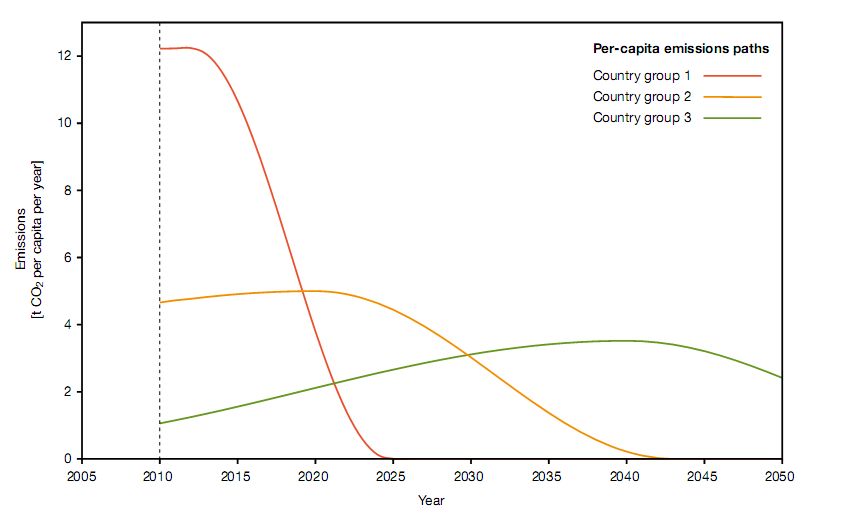 Per-capita emissions paths
Country group 1
Country group 2
Country group 3
Emissions
[t CO₂ per capita per year]
12
10
8
6
4
2
0
2005 2010 2015 2020 2025 2030 2035 2040 2045 2050
Year